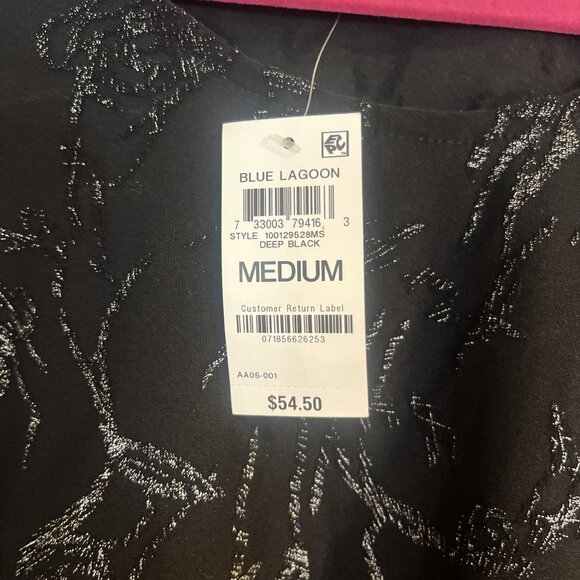 BLUE LAGOON
7 33003 79416 3
STYLE 100129528MS
DEEP BLACK
MEDIUM
Customer Return Label
071856626253
AA05-001
$54.50